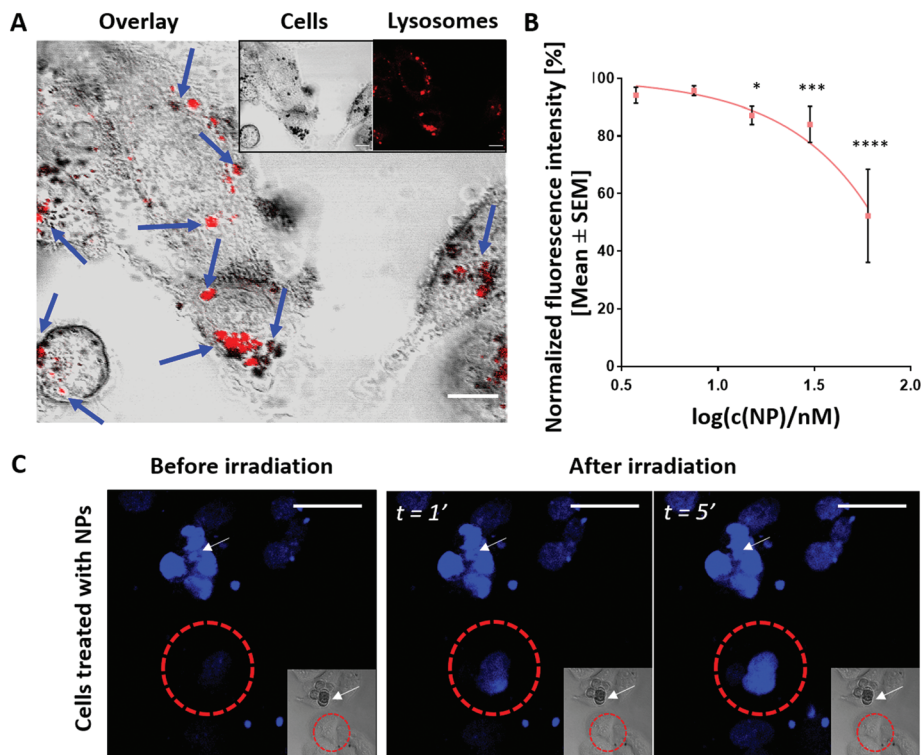 A
Overlay
Cells
Lysosomes
B
Normalized fluorescence intensity [%]
[Mean ± SEM]
100
80
60
40
20
0
*
***
****
0.5
1.0
1.5
2.0
log(c(NP)/nM)
C
Before irradiation
After irradiation
Cells treated with NPs
t = 1'
t = 5'